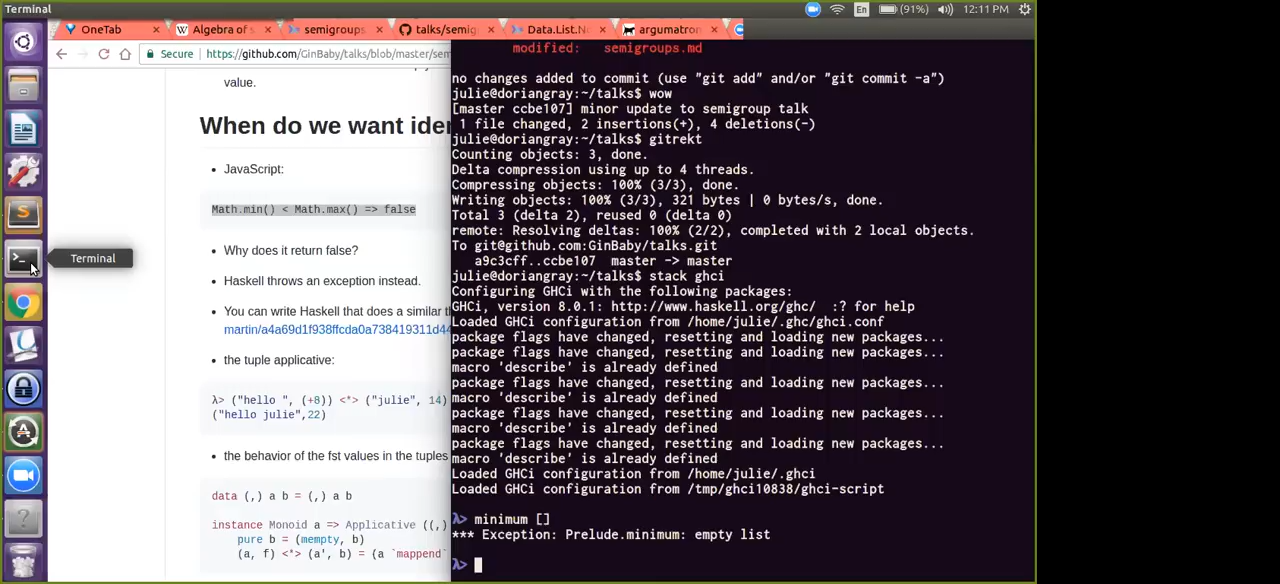 Terminal
En
(91%)
12:11 PM
OneTab
Algebra of s
semigroups
talks/semig
Data.List.N
argumatron
Secure
https://github.com/GinBaby/talks/blob/master/sem
value.
When do we want iden
JavaScript:
Math.min() < Math.max() => false
Why does it return false?
Terminal
Haskell throws an exception instead.
You can write Haskell that does a similar th
martin/a4a69d1f938ffcda0a738419311d44
the tuple applicative:
λ> ("hello ", (+8)) <*> ("julie", 14)
("hello julie",22)
the behavior of the fst values in the tuples
data (,) a b = (,) a b
instance Monoid a => Applicative ((,)
pure b = (mempty, b)
(a, f) <*> (a', b) = (a `mappend`
modified: semigroups.md
no changes added to commit (use "git add" and/or "git commit -a")
julie@doriangray:~/talks$ wow
[master ccbe107] minor update to semigroup talk
1 file changed, 2 insertions(+), 4 deletions(-)
julie@doriangray:~/talks$ gitrekt
Counting objects: 3, done.
Delta compression using up to 4 threads.
Compressing objects: 100% (3/3), done.
Writing objects: 100% (3/3), 321 bytes | 0 bytes/s, done.
Total 3 (delta 2), reused 0 (delta 0)
remote: Resolving deltas: 100% (2/2), completed with 2 local objects.
To git@github.com:GinBaby/talks.git
a9c3cff..ccbe107 master -> master
julie@doriangray:~/talks$ stack ghci
Configuring GHCi with the following packages:
GHCi, version 8.0.1: http://www.haskell.org/ghc/ :? for help
Loaded GHCi configuration from /home/julie/.ghc/ghci.conf
package flags have changed, resetting and loading new packages...
package flags have changed, resetting and loading new packages...
macro 'describe' is already defined
package flags have changed, resetting and loading new packages...
macro 'describe' is already defined
package flags have changed, resetting and loading new packages...
macro 'describe' is already defined
package flags have changed, resetting and loading new packages...
macro 'describe' is already defined
Loaded GHCi configuration from /home/julie/.ghci
Loaded GHCi configuration from /tmp/ghci10838/ghci-script
λ> minimum []
*** Exception: Prelude.minimum: empty list
λ>